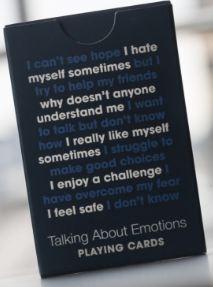 I can't see hope I hate
myself sometimes but I
try to help my friends
why doesn't anyone
understand me I want
to talk but don't know
how I really like myself
sometimes I struggle to
make good choices
I enjoy a challenge I
have overcome my fear
I feel safe I don't know
Talking About Emotions
PLAYING CARDS